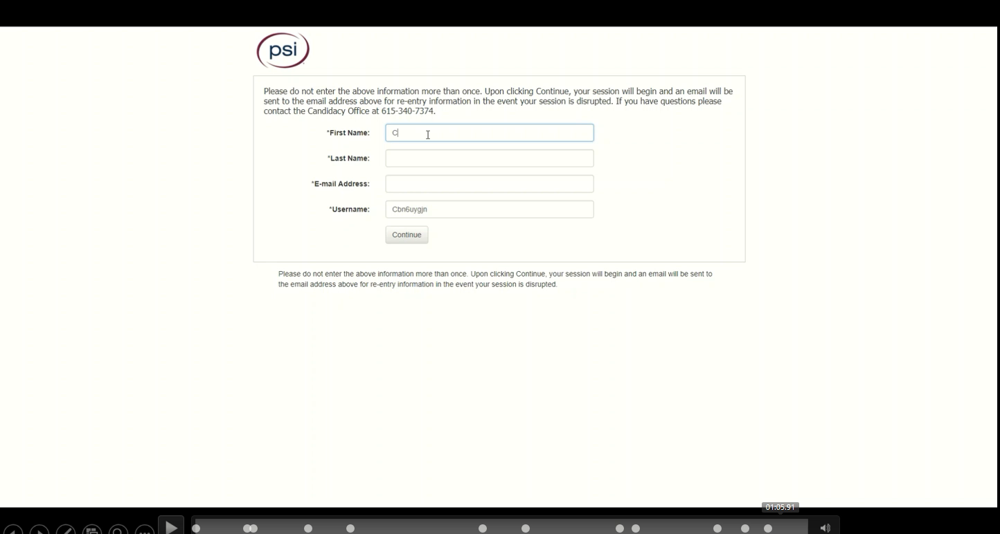 psi
Please do not enter the above information more than once. Upon clicking Continue, your session will begin and an email will be
sent to the email address above for re-entry information in the event your session is disrupted. If you have questions please
contact the Candidacy Office at 615-340-7374.
*First Name: C
*Last Name:
*E-mail Address:
*Username: Cbn6uygjn
Continue
Please do not enter the above information more than once. Upon clicking Continue, your session will begin and an email will be sent to
the email address above for re-entry information in the event your session is disrupted.
01:05.91